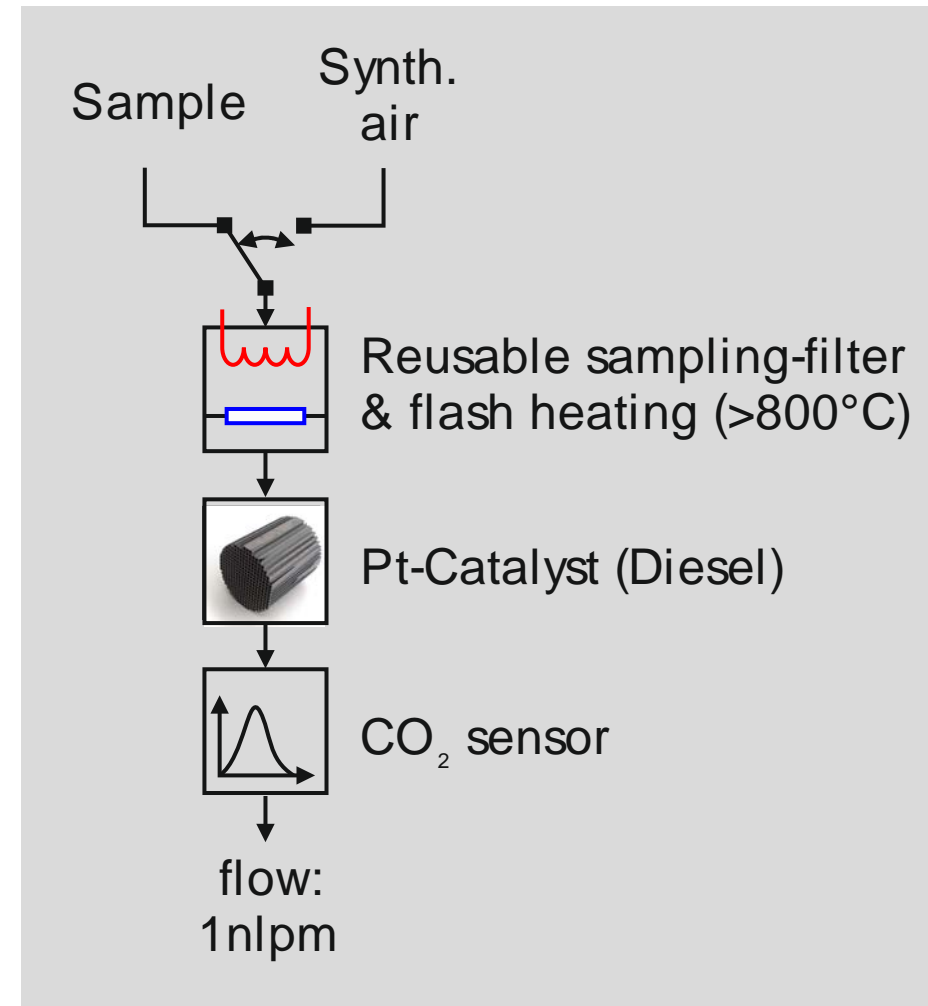 Sample
Synth.
air
Reusable sampling-filter
& flash heating (>800°C)
Pt-Catalyst (Diesel)
CO₂ sensor
flow:
1nlpm